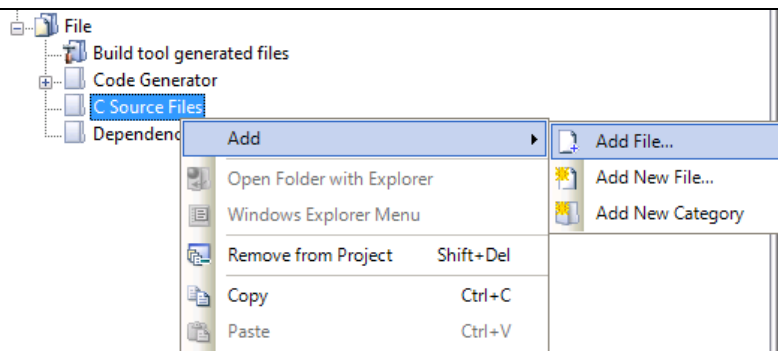 File
Build tool generated files
Code Generator
C Source Files
Dependenc
Add
Add File...
Open Folder with Explorer
Add New File...
Windows Explorer Menu
Add New Category
Remove from Project Shift+Del
Copy Ctrl+C
Paste Ctrl+V